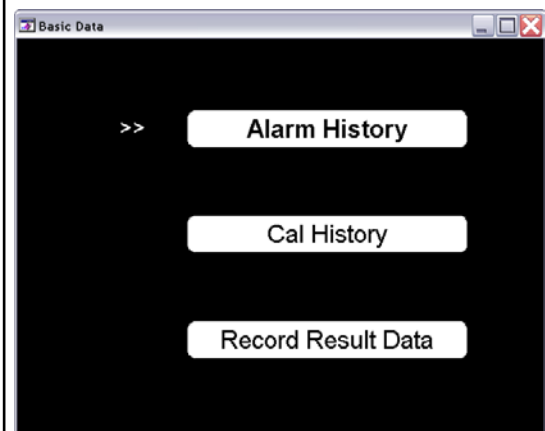 Basic Data
>> Alarm History
Cal History
Record Result Data